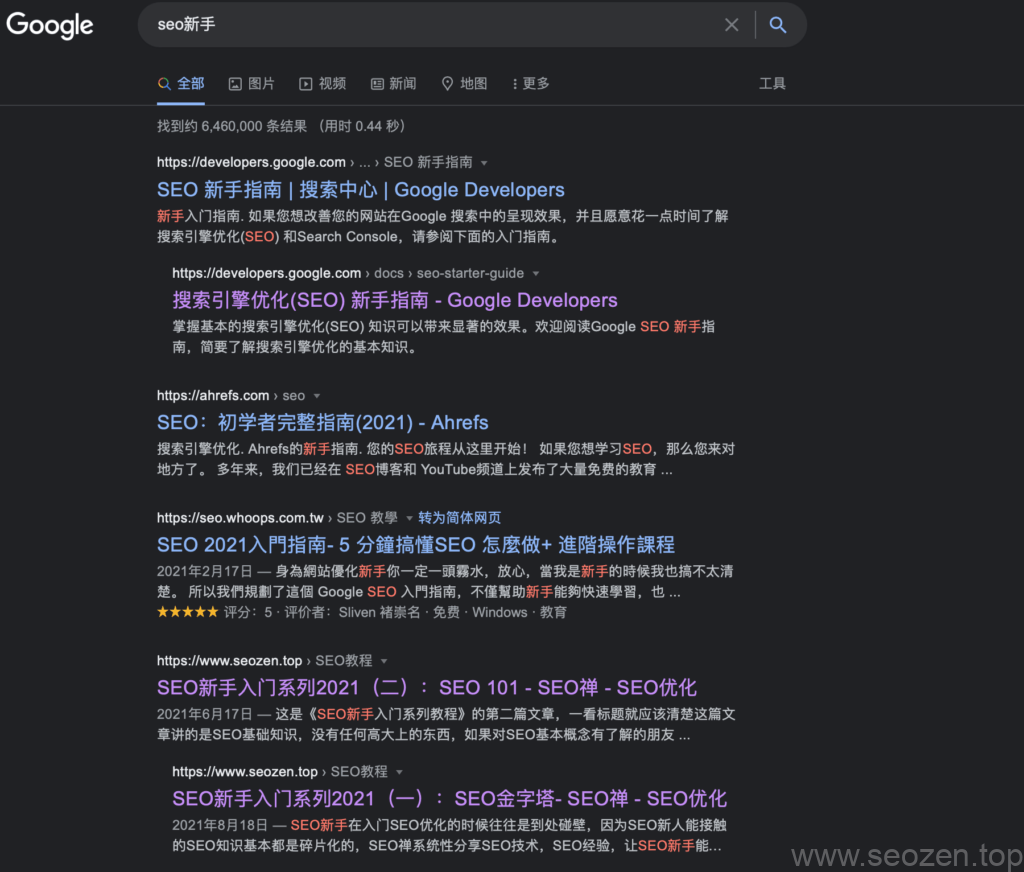 Google
seo新手
全部 图片 视频 新闻 地图 更多 工具
找到约 6,460,000 条结果 （用时 0.44 秒）
https://developers.google.com › ... › SEO 新手指南
SEO 新手指南 | 搜索中心 | Google Developers
新手入门指南. 如果您想改善您的网站在Google 搜索中的呈现效果，并且愿意花一点时间了解
搜索引擎优化(SEO) 和Search Console，请参阅下面的入门指南。
https://developers.google.com › docs › seo-starter-guide
搜索引擎优化(SEO) 新手指南 - Google Developers
掌握基本的搜索引擎优化(SEO) 知识可以带来显著的效果。欢迎阅读Google SEO 新手指
南，简要了解搜索引擎优化的基本知识。
https://ahrefs.com › seo
SEO：初学者完整指南(2021) - Ahrefs
搜索引擎优化. Ahrefs的新手指南. 您的SEO旅程从这里开始！ 如果您想学习SEO，那么您来对
地方了。 多年来，我们已经在 SEO博客和 YouTube频道上发布了大量免费的教育 ...
https://seo.whoops.com.tw › SEO 教學 转为简体网页
SEO 2021入門指南- 5 分鐘搞懂SEO 怎麼做+ 進階操作課程
2021年2月17日 — 身為網站優化新手你一定一頭霧水，放心，當我是新手的時候我也搞不太清
楚。 所以我們規劃了這個 Google SEO 入門指南，不僅幫助新手能夠快速學習，也 ...
★★★★★ 评分：5 · 评价者：Sliven 褚崇名 · 免费 · Windows · 教育
https://www.seozen.top › SEO教程
SEO新手入门系列2021（二）：SEO 101 - SEO禅 - SEO优化
2021年6月17日 — 这是《SEO新手入门系列教程》的第二篇文章，一看标题就应该清楚这篇文
章讲的是SEO基础知识，没有任何高大上的东西，如果对SEO基本概念有了解的朋友 ...
https://www.seozen.top › SEO教程
SEO新手入门系列2021（一）：SEO金字塔- SEO禅 - SEO优化
2021年8月18日 — SEO新手在入门SEO优化的时候往往是到处碰壁，因为SEO新人能接触
的SEO知识基本都是碎片化的，SEO禅系统性分享SEO技术，SEO经验，让SEO新手能...
www.seozen.top